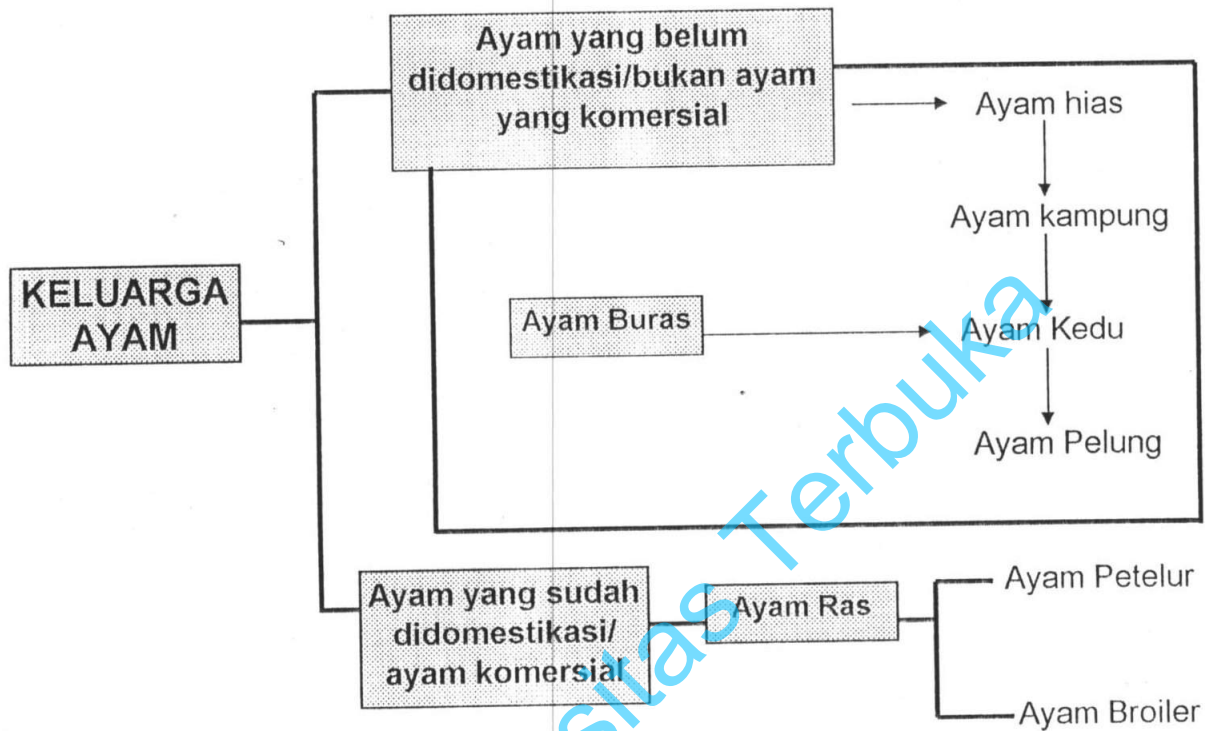 Ayam yang belum
didomestikasi/bukan ayam
yang komersial
Ayam hias
Ayam kampung
KELUARGA
AYAM
Ayam Buras
Ayam Kedu
Ayam Pelung
Ayam yang sudah
didomestikasi/
ayam komersial
Ayam Ras
Ayam Petelur
Ayam Broiler
sitas Terbuka